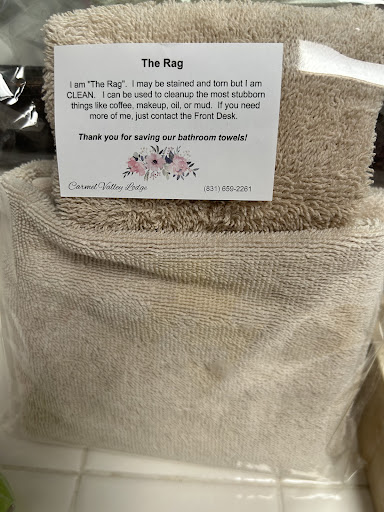 The Rag
I am "The Rag".  I may be stained and torn but I am
CLEAN.   I can be used to cleanup the most stubborn
things like coffee, makeup, oil, or mud.  If you need
more of me, just contact the Front Desk.
Thank you for saving our bathroom towels!
Carmel Valley Lodge
(831) 659-2261